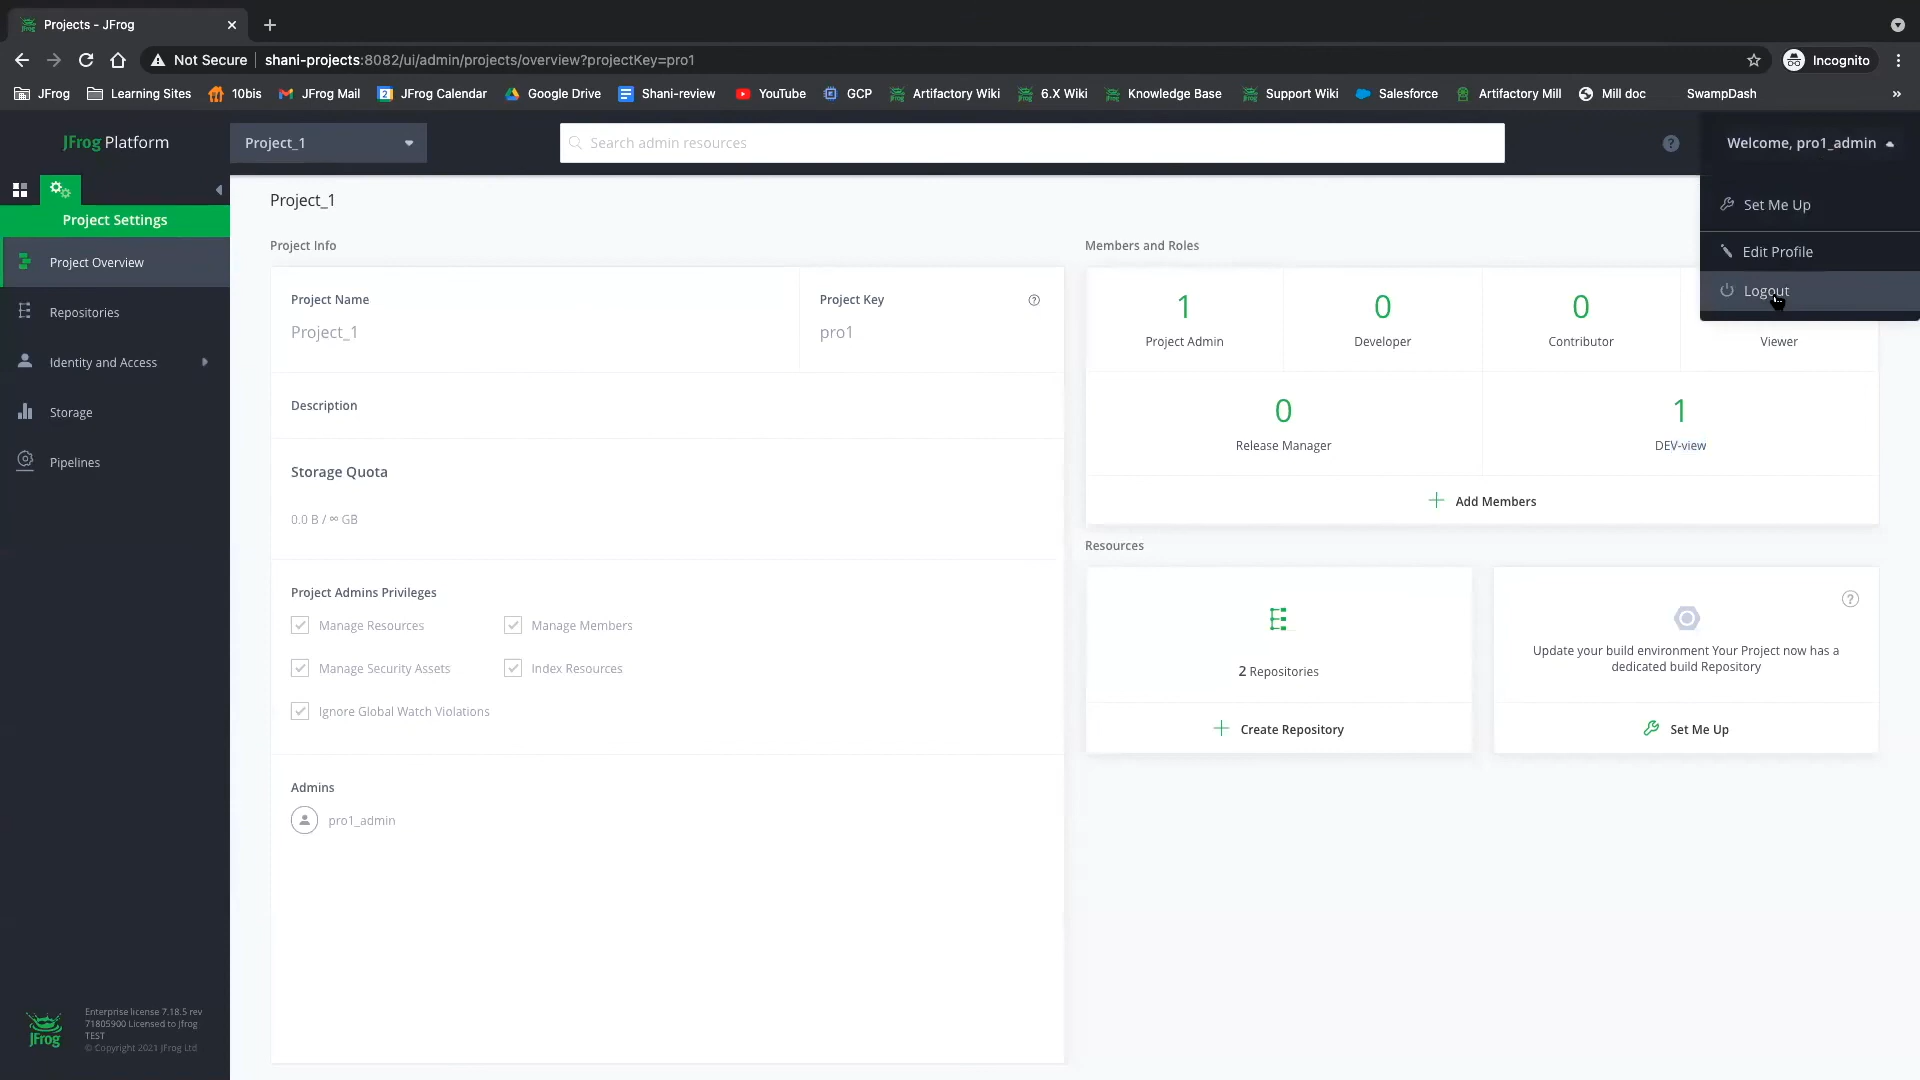 Projects - JFrog
Not Secure
shani-projects:8082/ui/admin/projects/overview?projectKey=pro1
Incognito
JFrog
Learning Sites
10bis
JFrog Mail
JFrog Calendar
Google Drive
Shani-review
YouTube
GCP
Artifactory Wiki
6.X Wiki
Knowledge Base
Support Wiki
Salesforce
Artifactory Mill
Mill doc
SwampDash
»
JFrog Platform
Project_1
Search admin resources
Welcome, pro1_admin
Set Me Up
Edit Profile
Logout
Project Settings
Project Overview
Repositories
Identity and Access
Storage
Pipelines
Project_1
Project Info
Project Name
Project_1
Project Key
pro1
Description
Storage Quota
0.0 B / ∞ GB
Project Admins Privileges
Manage Resources
Manage Members
Manage Security Assets
Index Resources
Ignore Global Watch Violations
Admins
pro1_admin
Members and Roles
1
Project Admin
0
Developer
0
Contributor
Viewer
0
Release Manager
1
DEV-view
Add Members
Resources
2 Repositories
Create Repository
Update your build environment Your Project now has a
dedicated build Repository
Set Me Up
JFrog
Enterprise license 7.18.5 rev
71805900 Licensed to jfrog
TEST
© Copyright 2021 JFrog Ltd